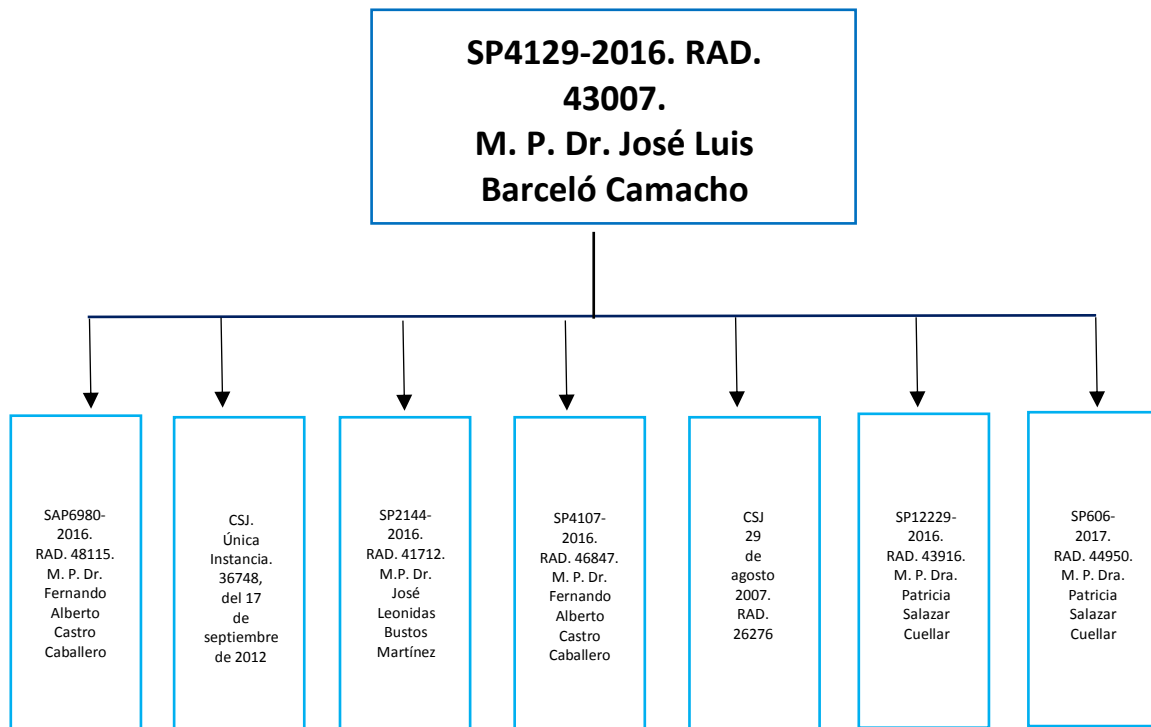 SP4129-2016. RAD.
43007.
M. P. Dr. José Luis
Barceló Camacho
SAP6980-
2016.
RAD. 48115.
M. P. Dr.
Fernando
Alberto
Castro
Caballero
CSJ.
Única
Instancia.
36748,
del 17
de
septiembre
de 2012
SP2144-
2016.
RAD. 41712.
M.P. Dr.
José
Leonidas
Bustos
Martínez
SP4107-
2016.
RAD. 46847.
M. P. Dr.
Fernando
Alberto
Castro
Caballero
CSJ
29
de
agosto
2007.
RAD.
26276
SP12229-
2016.
RAD. 43916.
M. P. Dra.
Patricia
Salazar
Cuellar
SP606-
2017.
RAD. 44950.
M. P. Dra.
Patricia
Salazar
Cuellar